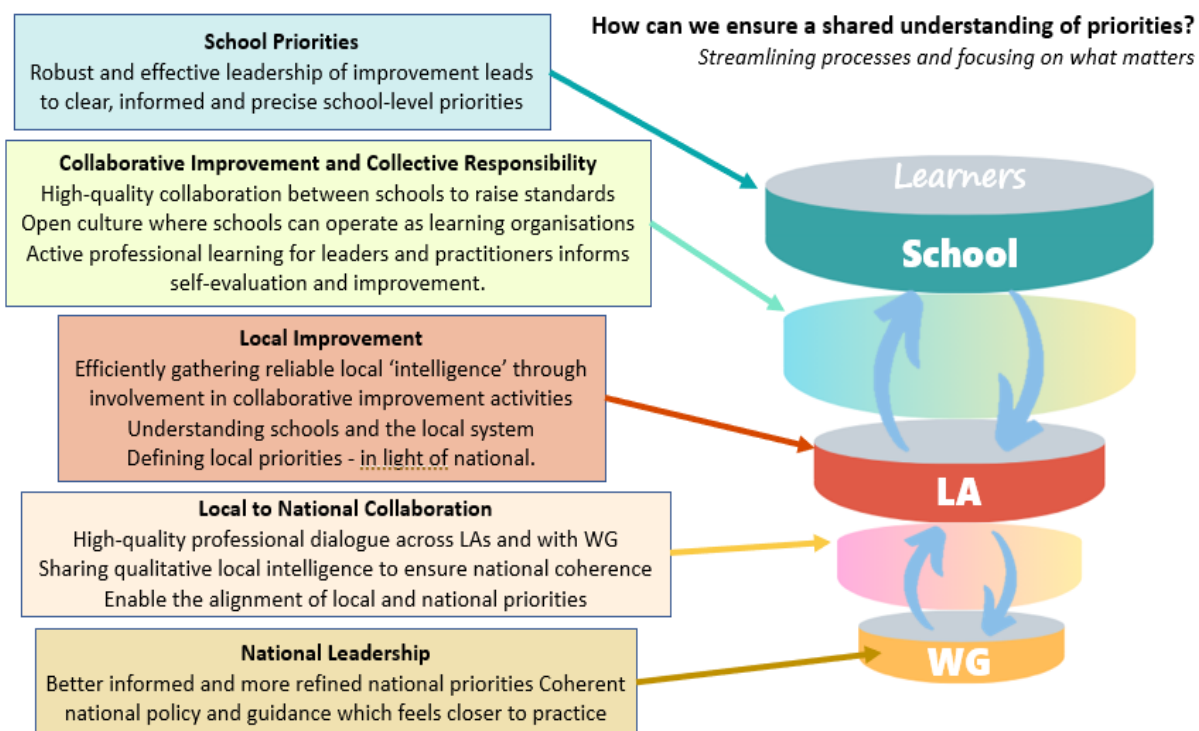 How can we ensure a shared understanding of priorities?
Streamlining processes and focusing on what matters
School Priorities
Robust and effective leadership of improvement leads
to clear, informed and precise school-level priorities
Collaborative Improvement and Collective Responsibility
High-quality collaboration between schools to raise standards
Open culture where schools can operate as learning organisations
Active professional learning for leaders and practitioners informs
self-evaluation and improvement.
Local Improvement
Efficiently gathering reliable local ‘intelligence’ through
involvement in collaborative improvement activities
Understanding schools and the local system
Defining local priorities - in light of national.
Local to National Collaboration
High-quality professional dialogue across LAs and with WG
Sharing qualitative local intelligence to ensure national coherence
Enable the alignment of local and national priorities
National Leadership
Better informed and more refined national priorities Coherent
national policy and guidance which feels closer to practice
Learners
School
LA
WG